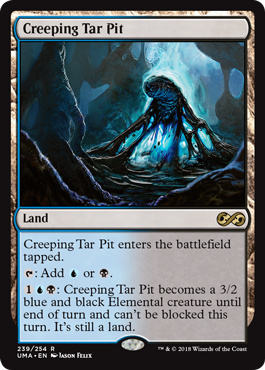 Creeping Tar Pit
Land
Creeping Tar Pit enters the battlefield
tapped.
: Add or .
1 : Creeping Tar Pit becomes a 3/2
blue and black Elemental creature until
end of turn and can't be blocked this
turn. It's still a land.
239/254 R
UMA • EN Jason Felix
™ & © 2018 Wizards of the Coast